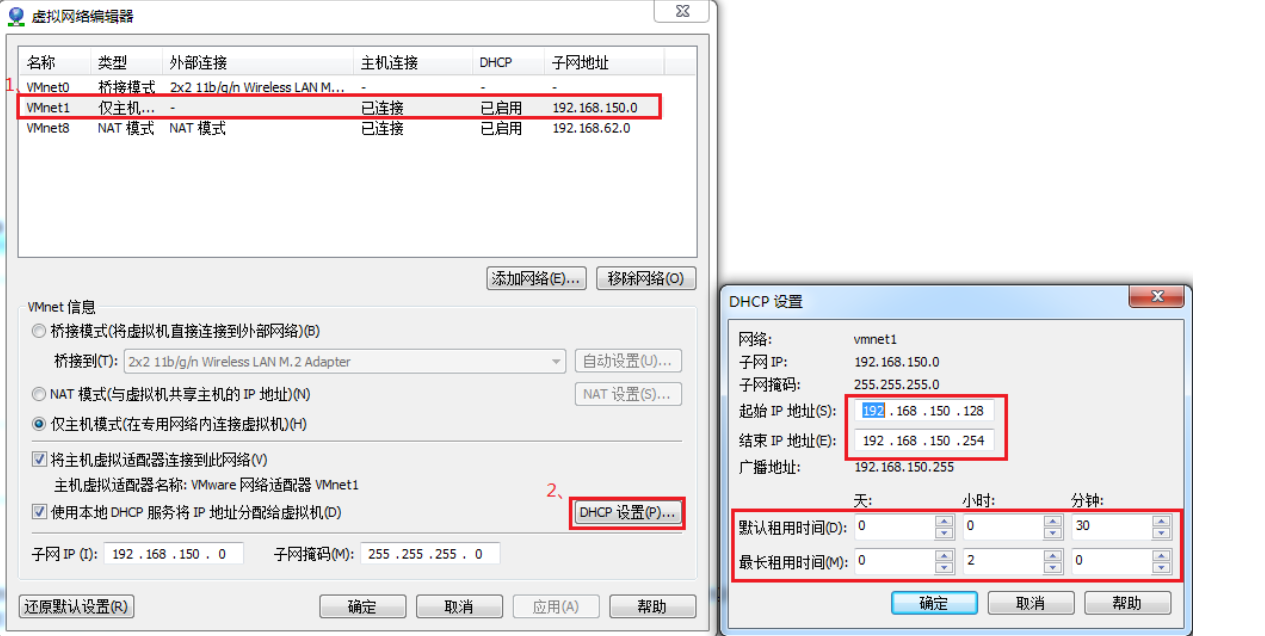 虚拟网络编辑器
名称 类型 外部连接 主机连接 DHCP 子网地址
1、
VMnet0 桥接模式 2x2 11b/g/n Wireless LAN M... - - -
VMnet1 仅主机... - 已连接 已启用 192.168.150.0
VMnet8 NAT 模式 NAT 模式 已连接 已启用 192.168.62.0
添加网络(E)... 移除网络(O)
VMnet 信息
桥接模式(将虚拟机直接连接到外部网络)(B)
桥接到(T): 2x2 11b/g/n Wireless LAN M.2 Adapter 自动设置(U)...
NAT 模式(与虚拟机共享主机的 IP 地址)(N) NAT 设置(S)...
仅主机模式(在专用网络内连接虚拟机)(H)
将主机虚拟适配器连接到此网络(V)
主机虚拟适配器名称: VMware 网络适配器 VMnet1
2、
使用本地 DHCP 服务将 IP 地址分配给虚拟机(D) DHCP 设置(P)...
子网 IP (I): 192 .168 .150 . 0 子网掩码(M): 255 .255 .255 . 0
还原默认设置(R) 确定 取消 应用(A) 帮助
DHCP 设置
网络: vmnet1
子网 IP: 192.168.150.0
子网掩码: 255.255.255.0
起始 IP 地址(S): 192 .168 .150 .128
结束 IP 地址(E): 192 .168 .150 .254
广播地址: 192.168.150.255
天: 小时: 分钟:
默认租用时间(D): 0 0 30
最长租用时间(M): 0 2 0
确定 取消 帮助